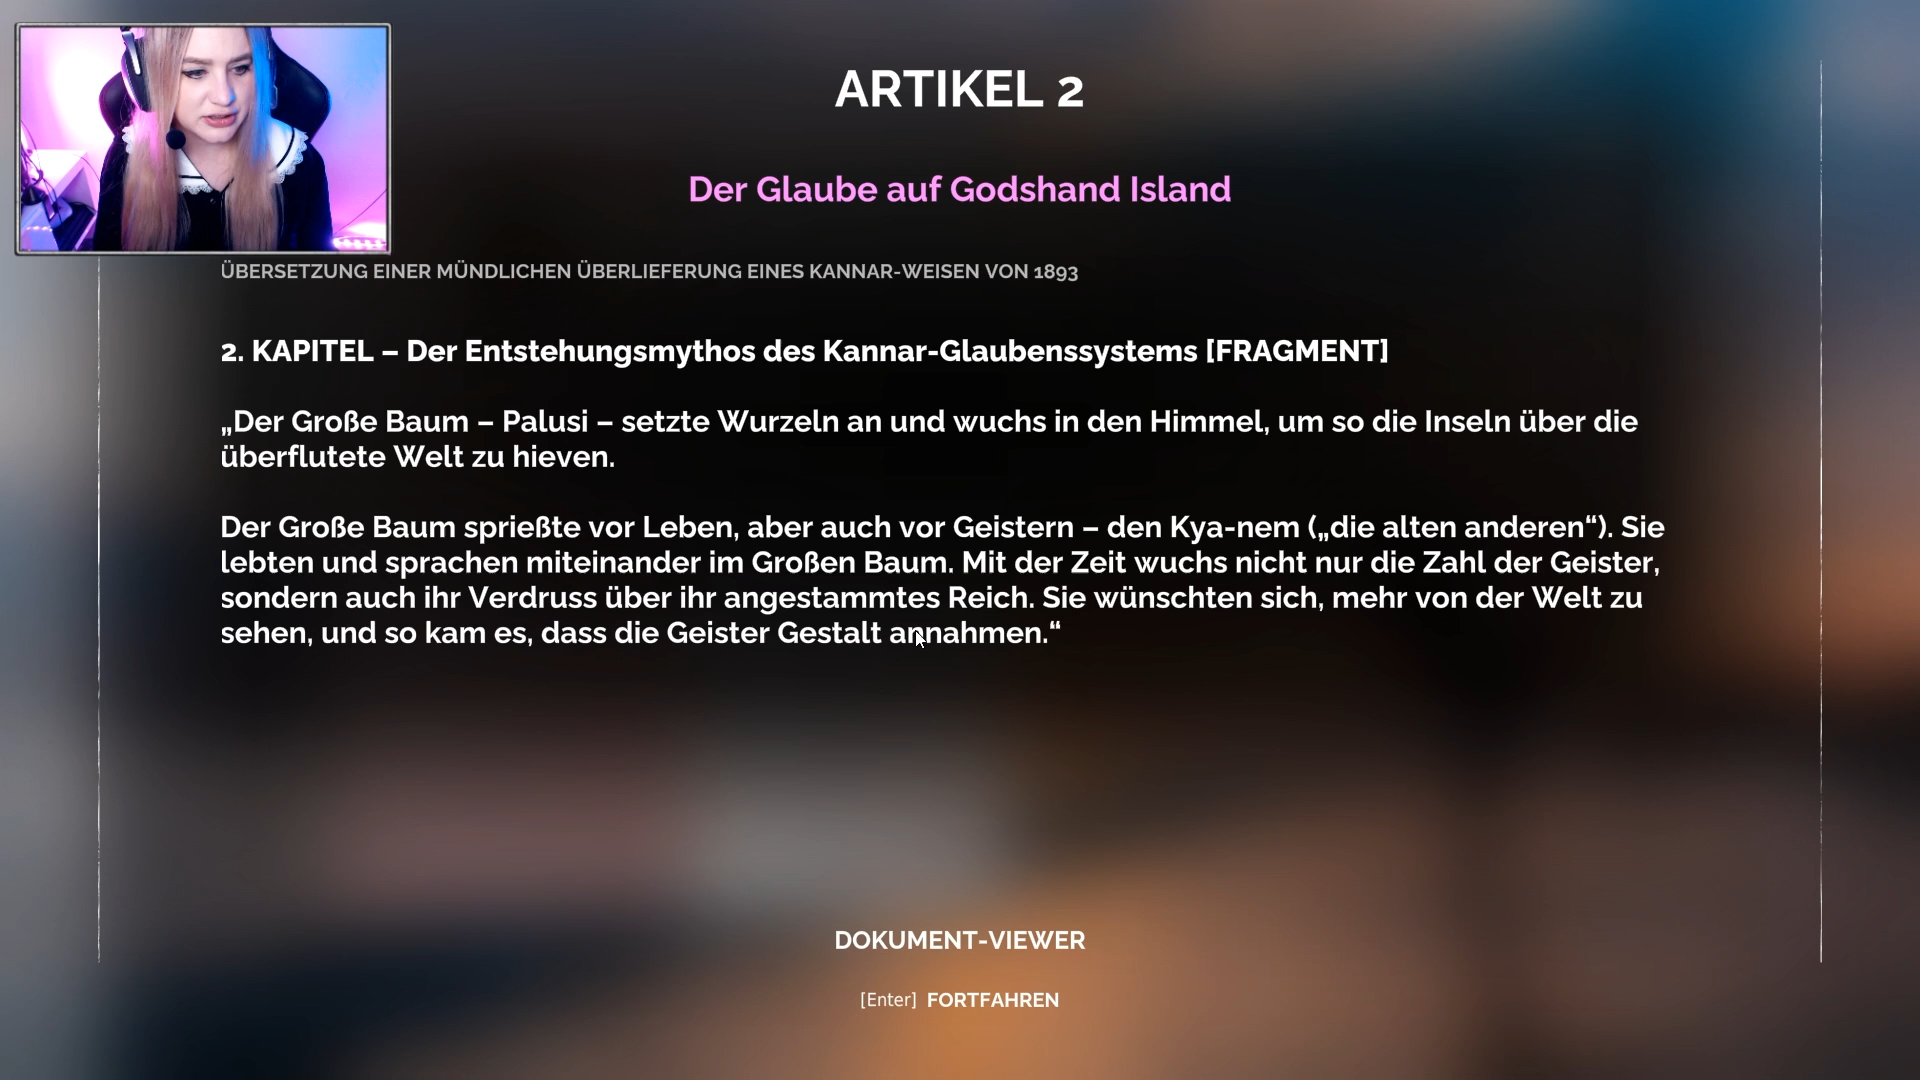 ARTIKEL 2
Der Glaube auf Godshand Island
ÜBERSETZUNG EINER MÜNDLICHEN ÜBERLIEFERUNG EINES KANNAR-WEISEN VON 1893
2. KAPITEL – Der Entstehungsmythos des Kannar-Glaubenssystems [FRAGMENT]
„Der Große Baum – Palusi – setzte Wurzeln an und wuchs in den Himmel, um so die Inseln über die
überflutete Welt zu hieven.
Der Große Baum sprießte vor Leben, aber auch vor Geistern – den Kya-nem („die alten anderen“). Sie
lebten und sprachen miteinander im Großen Baum. Mit der Zeit wuchs nicht nur die Zahl der Geister,
sondern auch ihr Verdruss über ihr angestammtes Reich. Sie wünschten sich, mehr von der Welt zu
sehen, und so kam es, dass die Geister Gestalt annahmen.“
DOKUMENT-VIEWER
[Enter] FORTFAHREN